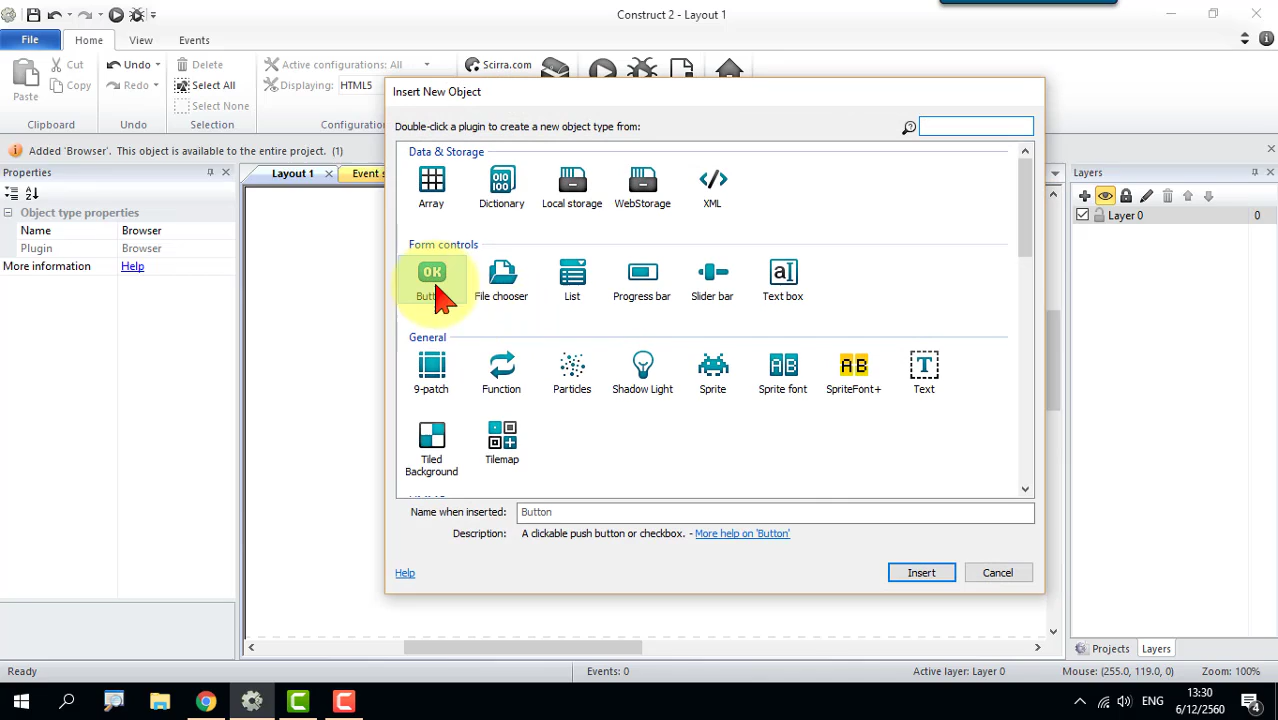 Construct 2 - Layout 1
File
Home
View
Events
Paste
Cut
Copy
Clipboard
Undo
Redo
Undo
Delete
Select All
Select None
Selection
Active configurations: All
Displaying: HTML5
Configuratio
Scirra.com
Added 'Browser'. This object is available to the entire project. (1)
Properties
Object type properties
Name Browser
Plugin Browser
More information Help
Layout 1
Event s
Insert New Object
Double-click a plugin to create a new object type from:
Data & Storage
Array
Dictionary
Local storage
WebStorage
XML
Form controls
OK
File chooser
List
Progress bar
Slider bar
Text box
General
9-patch
Function
Particles
Shadow Light
Sprite
Sprite font
SpriteFont+
Text
Tiled
Background
Tilemap
Name when inserted: Button
Description: A clickable push button or checkbox. - More help on 'Button'
Help
Insert
Cancel
Layers
Layer 0 0
Projects
Layers
Ready
Events: 0
Active layer: Layer 0
Mouse: (255.0, 119.0, 0)
Zoom: 100%
ENG
13:30
6/12/2560
4